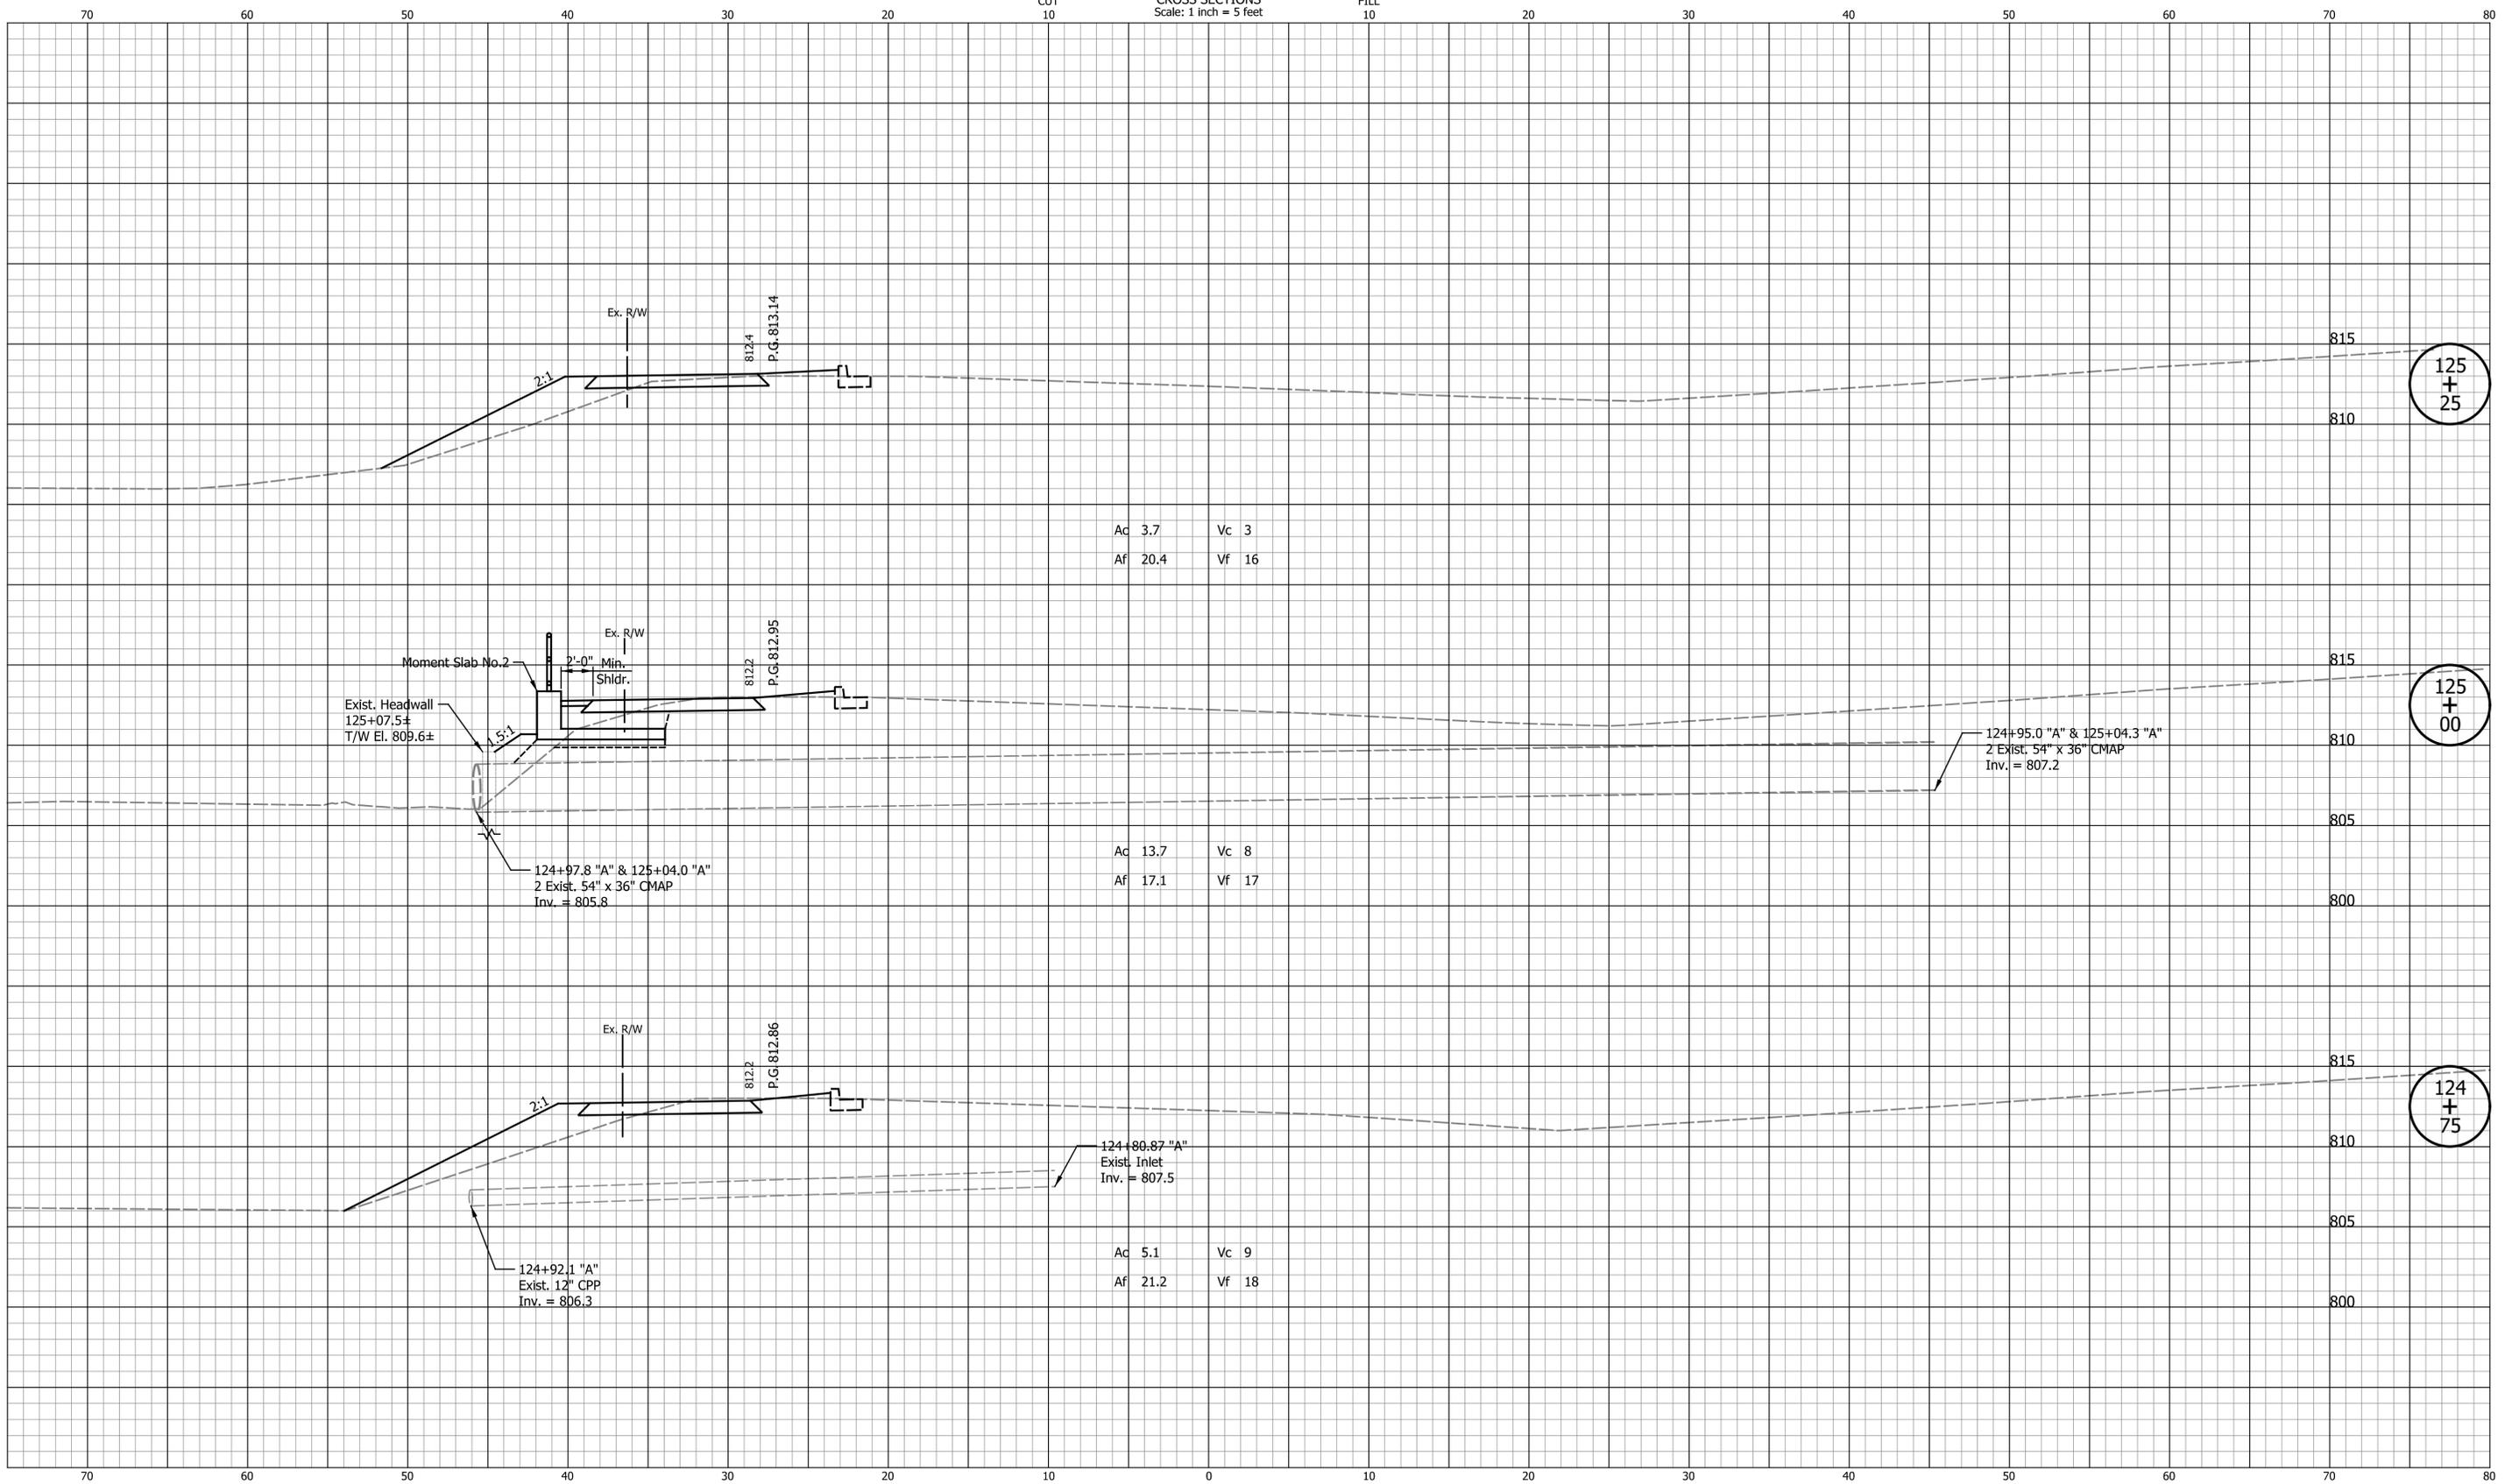 CUT
CROSS SECTIONS
FILL
Scale: 1 inch = 5 feet
70 60 50 40 30 20 10 10 20 30 40 50 60 70 80
Ex. R/W
812.4
P.G.813.14
2:1
815
810
125
+
25
Ac 3.7 Vc 3
Af 20.4 Vf 16
Ex. R/W
812.2
P.G.812.95
Moment Slab No.2
2'-0" Min.
Shldr.
Exist. Headwall
125+07.5±
T/W El. 809.6±
1.5:1
815
810
805
800
125
+
00
124+95.0 "A" & 125+04.3 "A"
2 Exist. 54" x 36" CMAP
Inv. = 807.2
124+97.8 "A" & 125+04.0 "A"
2 Exist. 54" x 36" CMAP
Inv. = 805.8
Ac 13.7 Vc 8
Af 17.1 Vf 17
Ex. R/W
812.2
P.G.812.86
2:1
815
810
805
800
124
+
75
124+80.87 "A"
Exist. Inlet
Inv. = 807.5
124+92.1 "A"
Exist. 12" CPP
Inv. = 806.3
Ac 5.1 Vc 9
Af 21.2 Vf 18
70 60 50 40 30 20 10 0 10 20 30 40 50 60 70 80